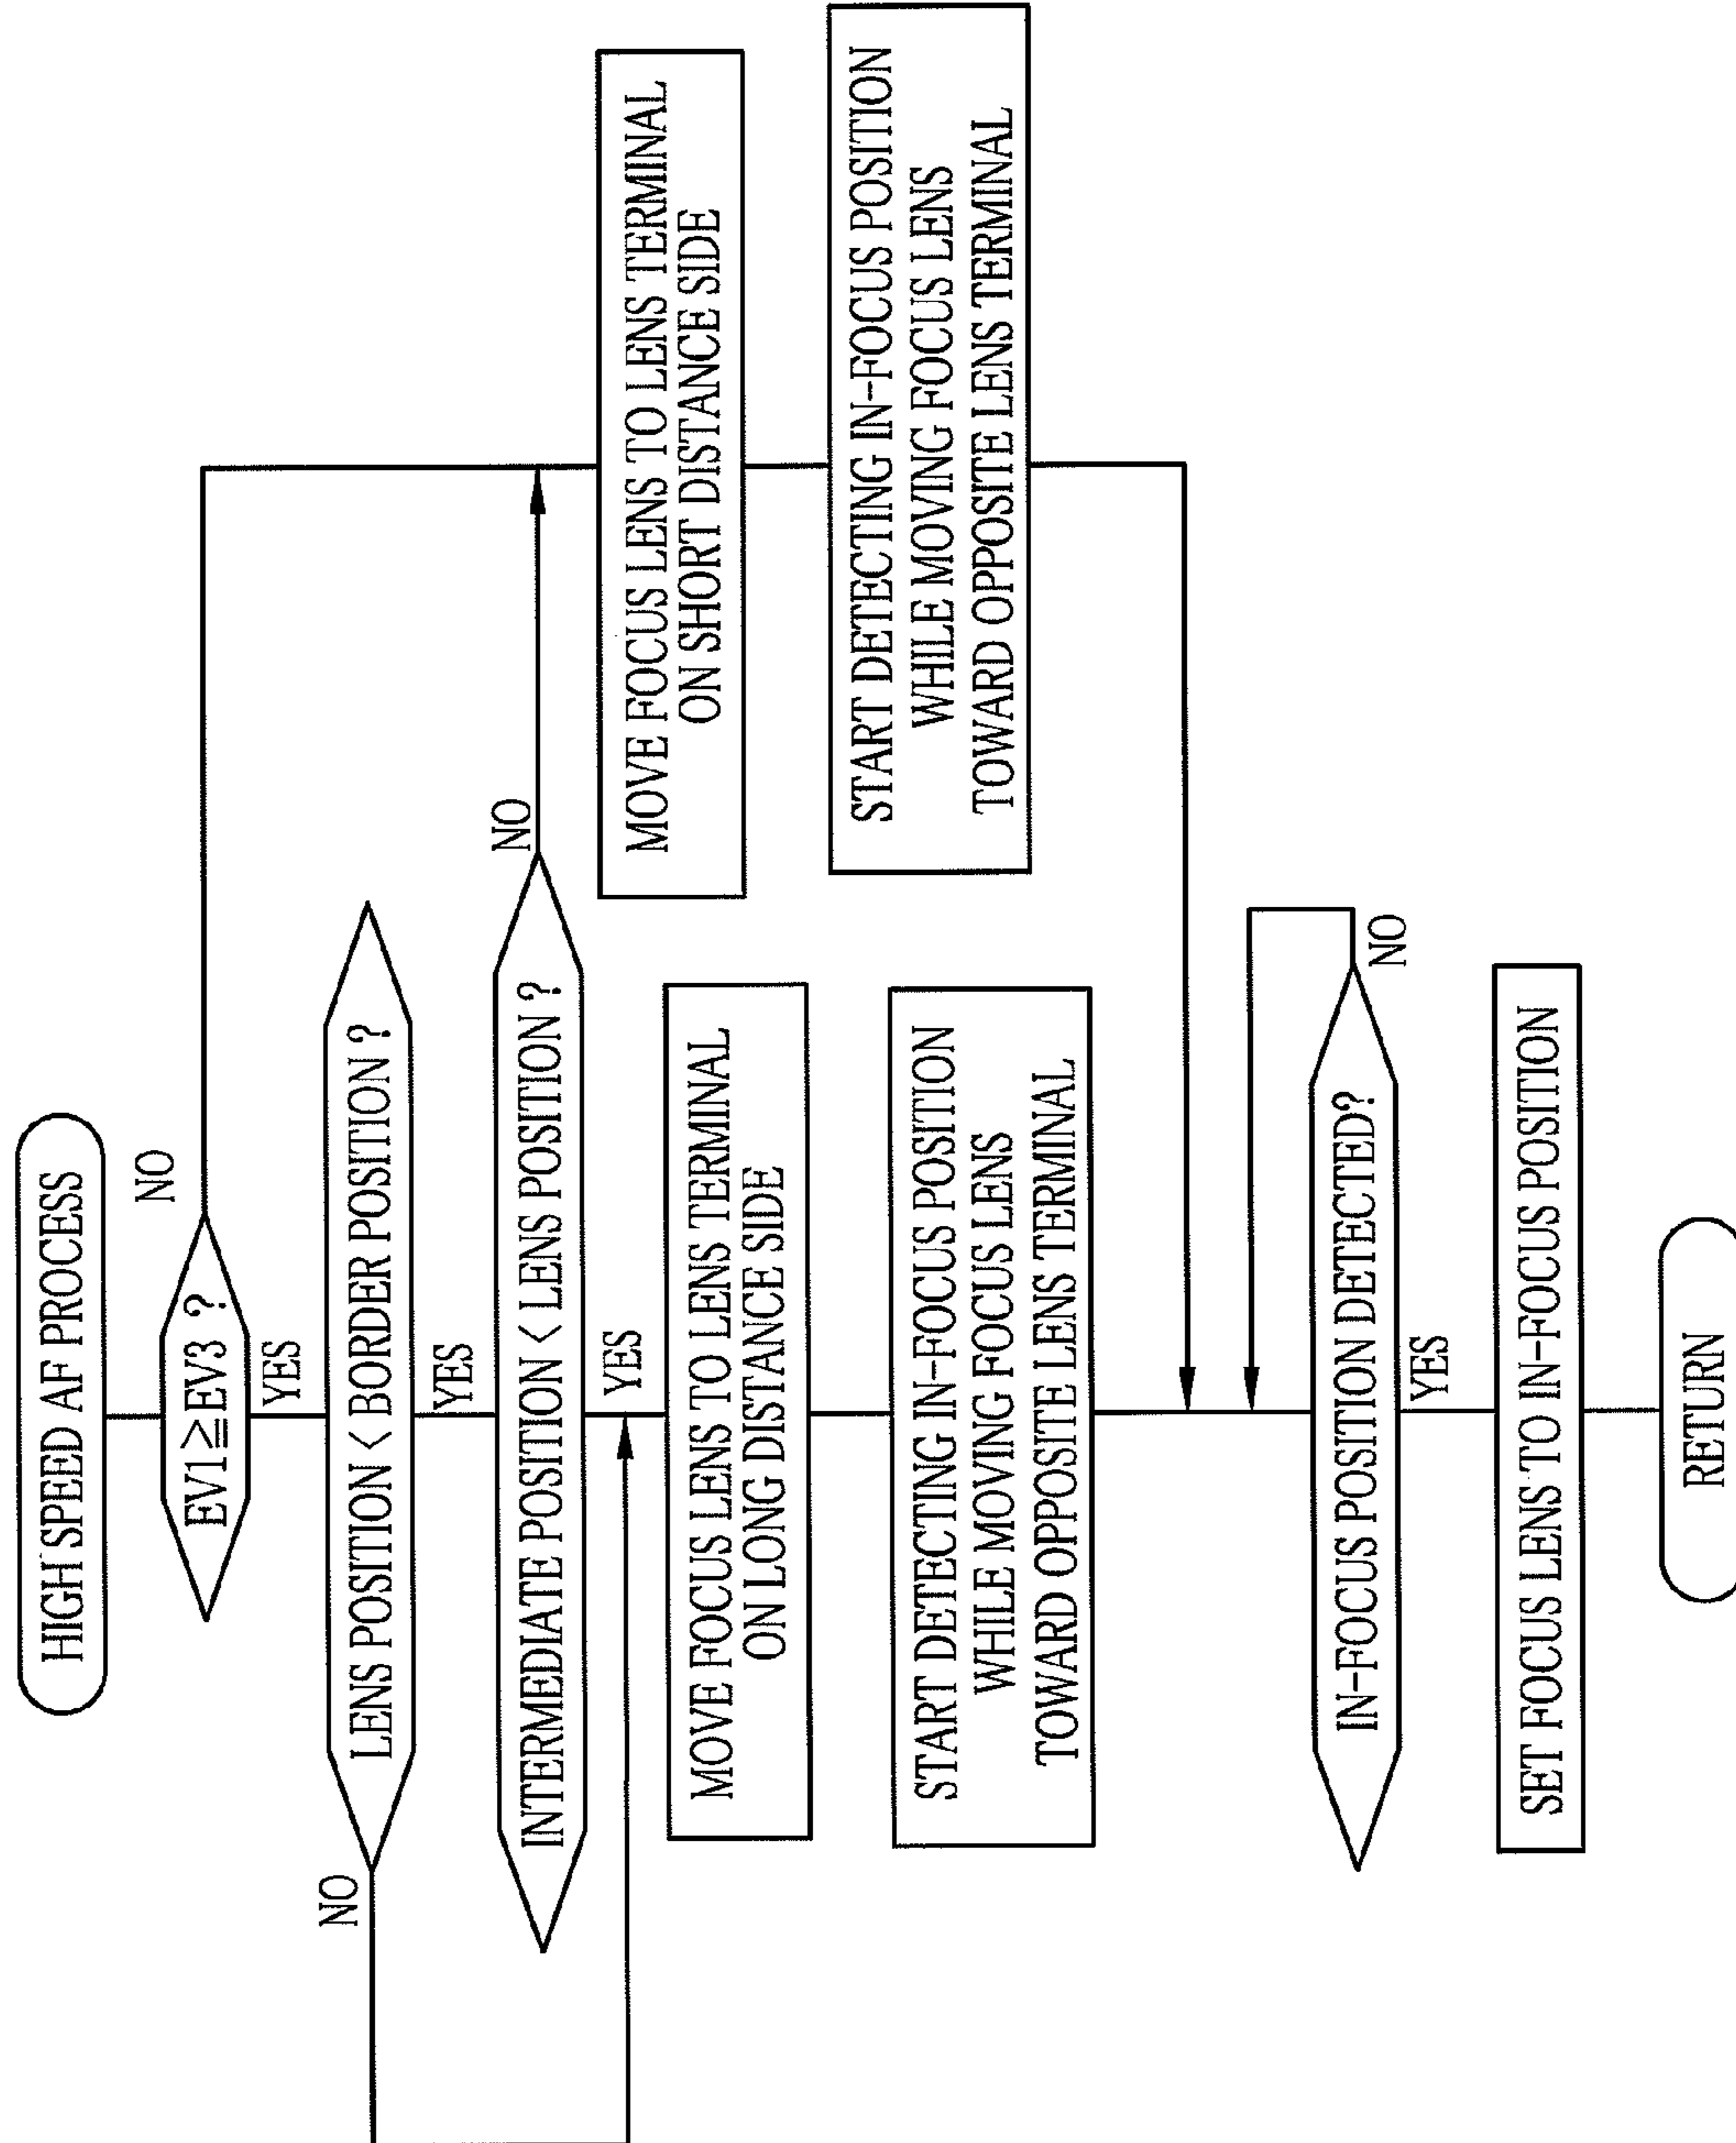 HIGH SPEED AF PROCESS
EV1≧EV3 ?
NO
YES
LENS POSITION < BORDER POSITION ?
NO
YES
INTERMEDIATE POSITION < LENS POSITION ?
NO
YES
MOVE FOCUS LENS TO LENS TERMINAL
ON LONG DISTANCE SIDE
MOVE FOCUS LENS TO LENS TERMINAL
ON SHORT DISTANCE SIDE
START DETECTING IN-FOCUS POSITION
WHILE MOVING FOCUS LENS
TOWARD OPPOSITE LENS TERMINAL
START DETECTING IN-FOCUS POSITION
WHILE MOVING FOCUS LENS
TOWARD OPPOSITE LENS TERMINAL
IN-FOCUS POSITION DETECTED?
NO
YES
SET FOCUS LENS TO IN-FOCUS POSITION
RETURN